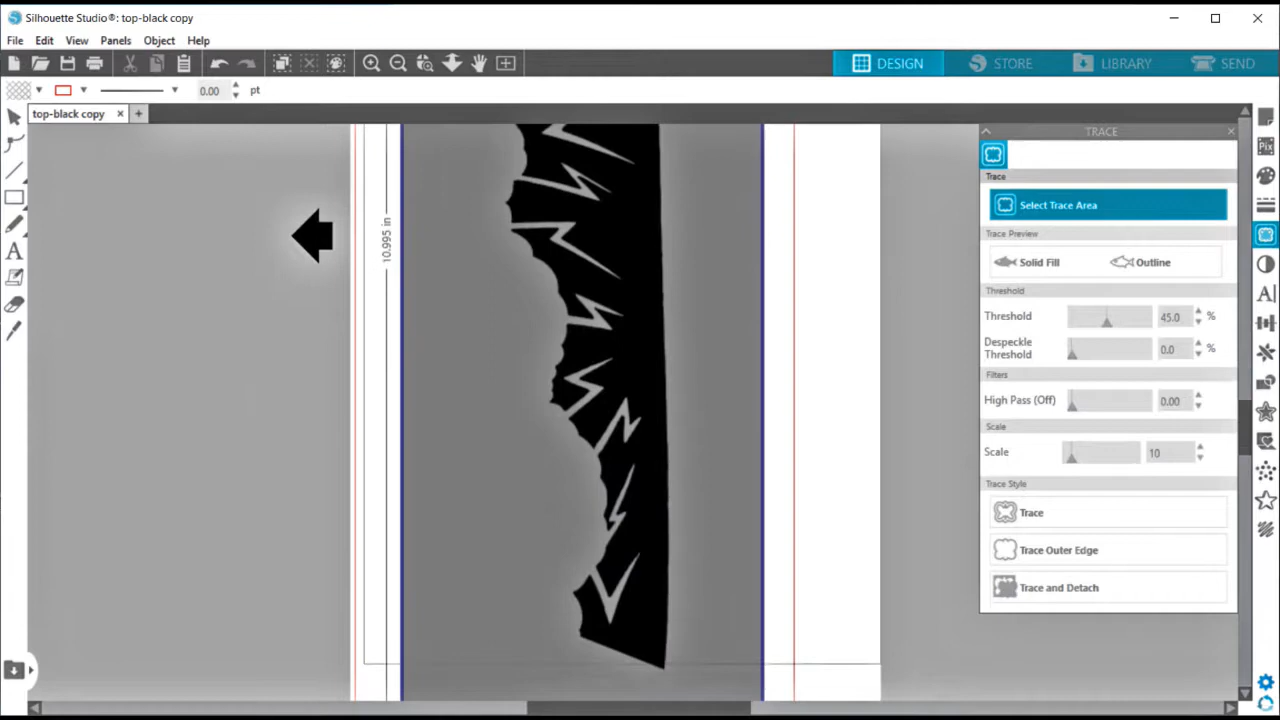 Silhouette Studio®: top-black copy
File Edit View Panels Object Help
DESIGN STORE LIBRARY SEND
0.00 pt
top-black copy
TRACE
Trace
Select Trace Area
Trace Preview
Solid Fill Outline
Threshold
Threshold 45.0 %
Despeckle Threshold 0.0 %
Filters
High Pass (Off) 0.00
Scale
Scale 10
Trace Style
Trace
Trace Outer Edge
Trace and Detach
10.995 in
Pix